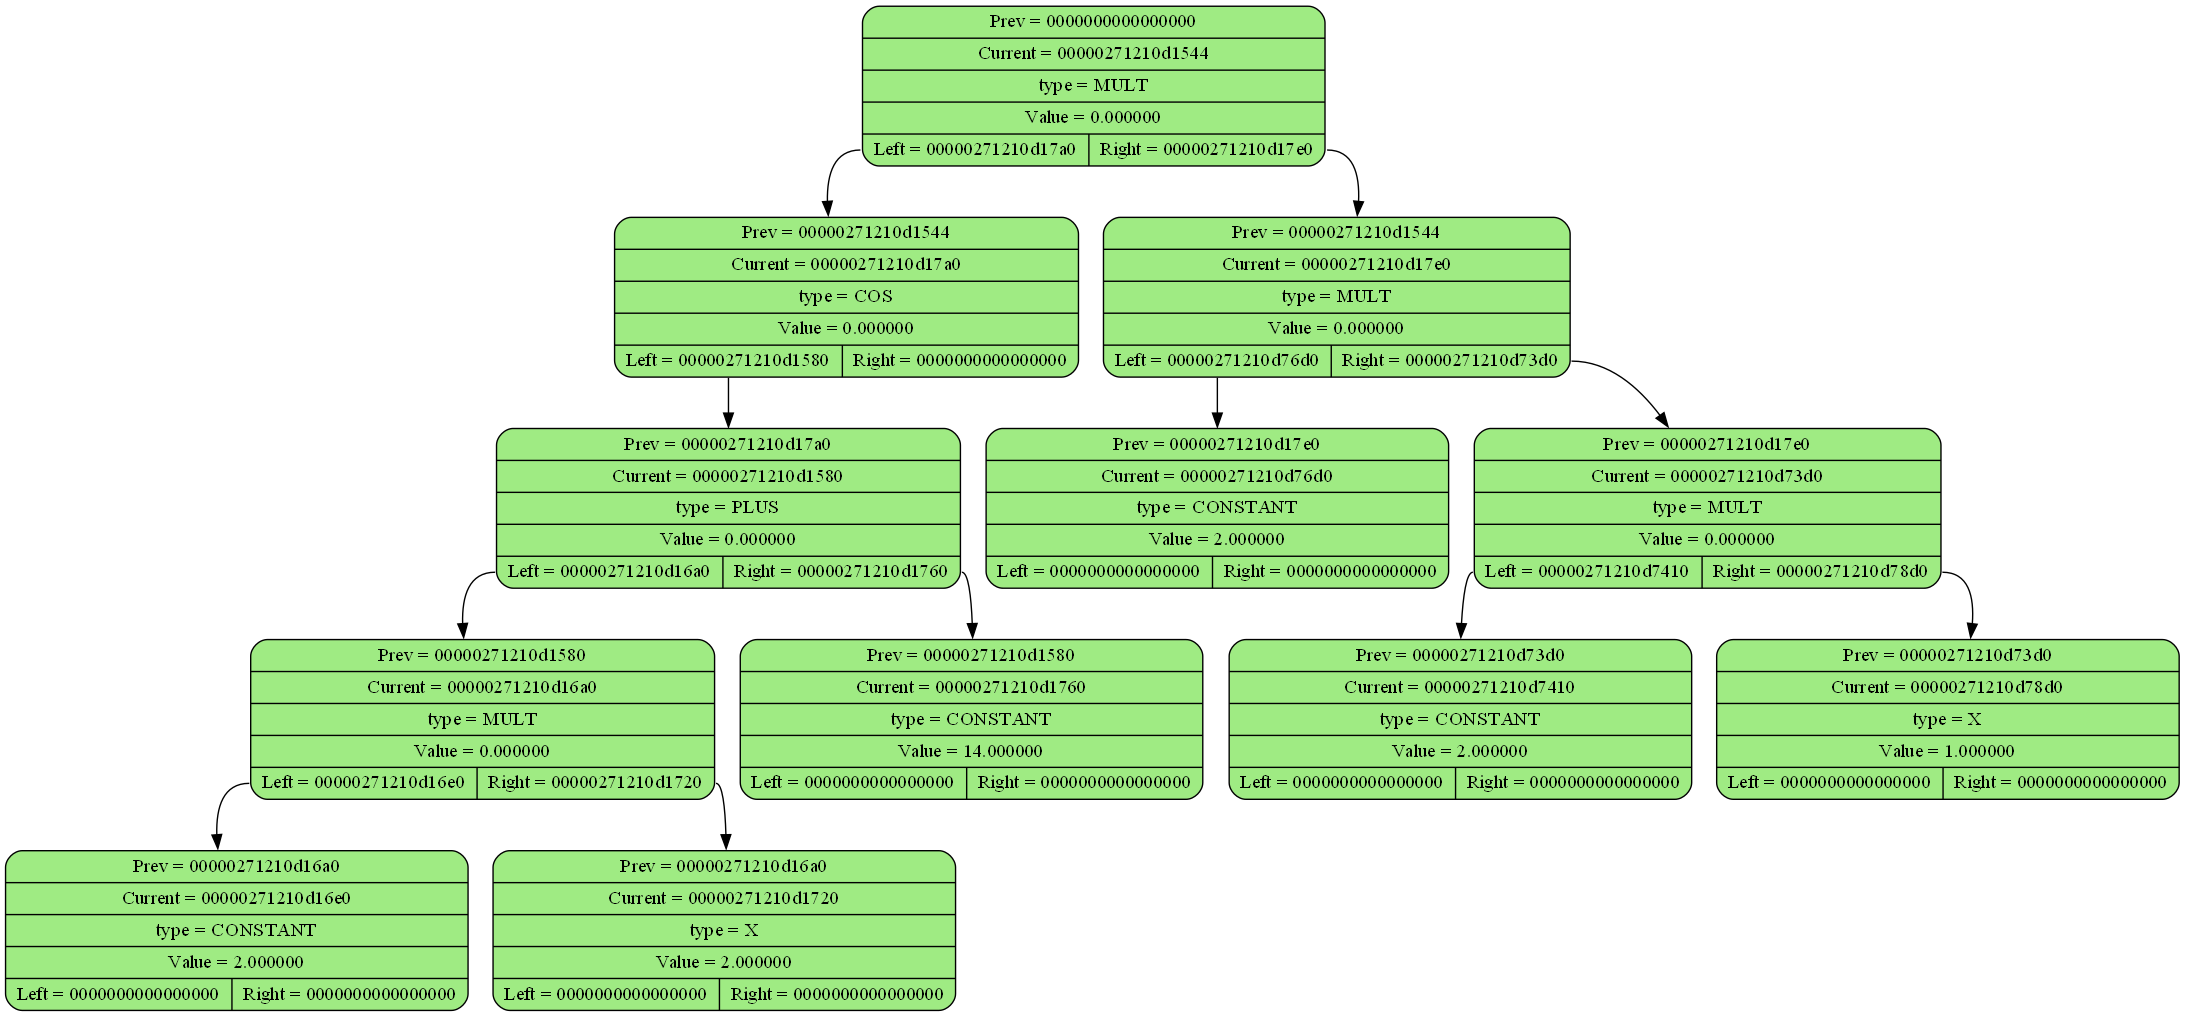 Prev = 0000000000000000
Current = 00000271210d1544
type = MULT
Value = 0.000000
Left = 00000271210d17a0
Right = 00000271210d17e0
Prev = 00000271210d1544
Current = 00000271210d17a0
type = COS
Value = 0.000000
Left = 00000271210d1580
Right = 0000000000000000
Prev = 00000271210d1544
Current = 00000271210d17e0
type = MULT
Value = 0.000000
Left = 00000271210d76d0
Right = 00000271210d73d0
Prev = 00000271210d17a0
Current = 00000271210d1580
type = PLUS
Value = 0.000000
Left = 00000271210d16a0
Right = 00000271210d1760
Prev = 00000271210d17e0
Current = 00000271210d76d0
type = CONSTANT
Value = 2.000000
Left = 0000000000000000
Right = 0000000000000000
Prev = 00000271210d17e0
Current = 00000271210d73d0
type = MULT
Value = 0.000000
Left = 00000271210d7410
Right = 00000271210d78d0
Prev = 00000271210d1580
Current = 00000271210d16a0
type = MULT
Value = 0.000000
Left = 00000271210d16e0
Right = 00000271210d1720
Prev = 00000271210d1580
Current = 00000271210d1760
type = CONSTANT
Value = 14.000000
Left = 0000000000000000
Right = 0000000000000000
Prev = 00000271210d73d0
Current = 00000271210d7410
type = CONSTANT
Value = 2.000000
Left = 0000000000000000
Right = 0000000000000000
Prev = 00000271210d73d0
Current = 00000271210d78d0
type = X
Value = 1.000000
Left = 0000000000000000
Right = 0000000000000000
Prev = 00000271210d16a0
Current = 00000271210d16e0
type = CONSTANT
Value = 2.000000
Left = 0000000000000000
Right = 0000000000000000
Prev = 00000271210d16a0
Current = 00000271210d1720
type = X
Value = 2.000000
Left = 0000000000000000
Right = 0000000000000000